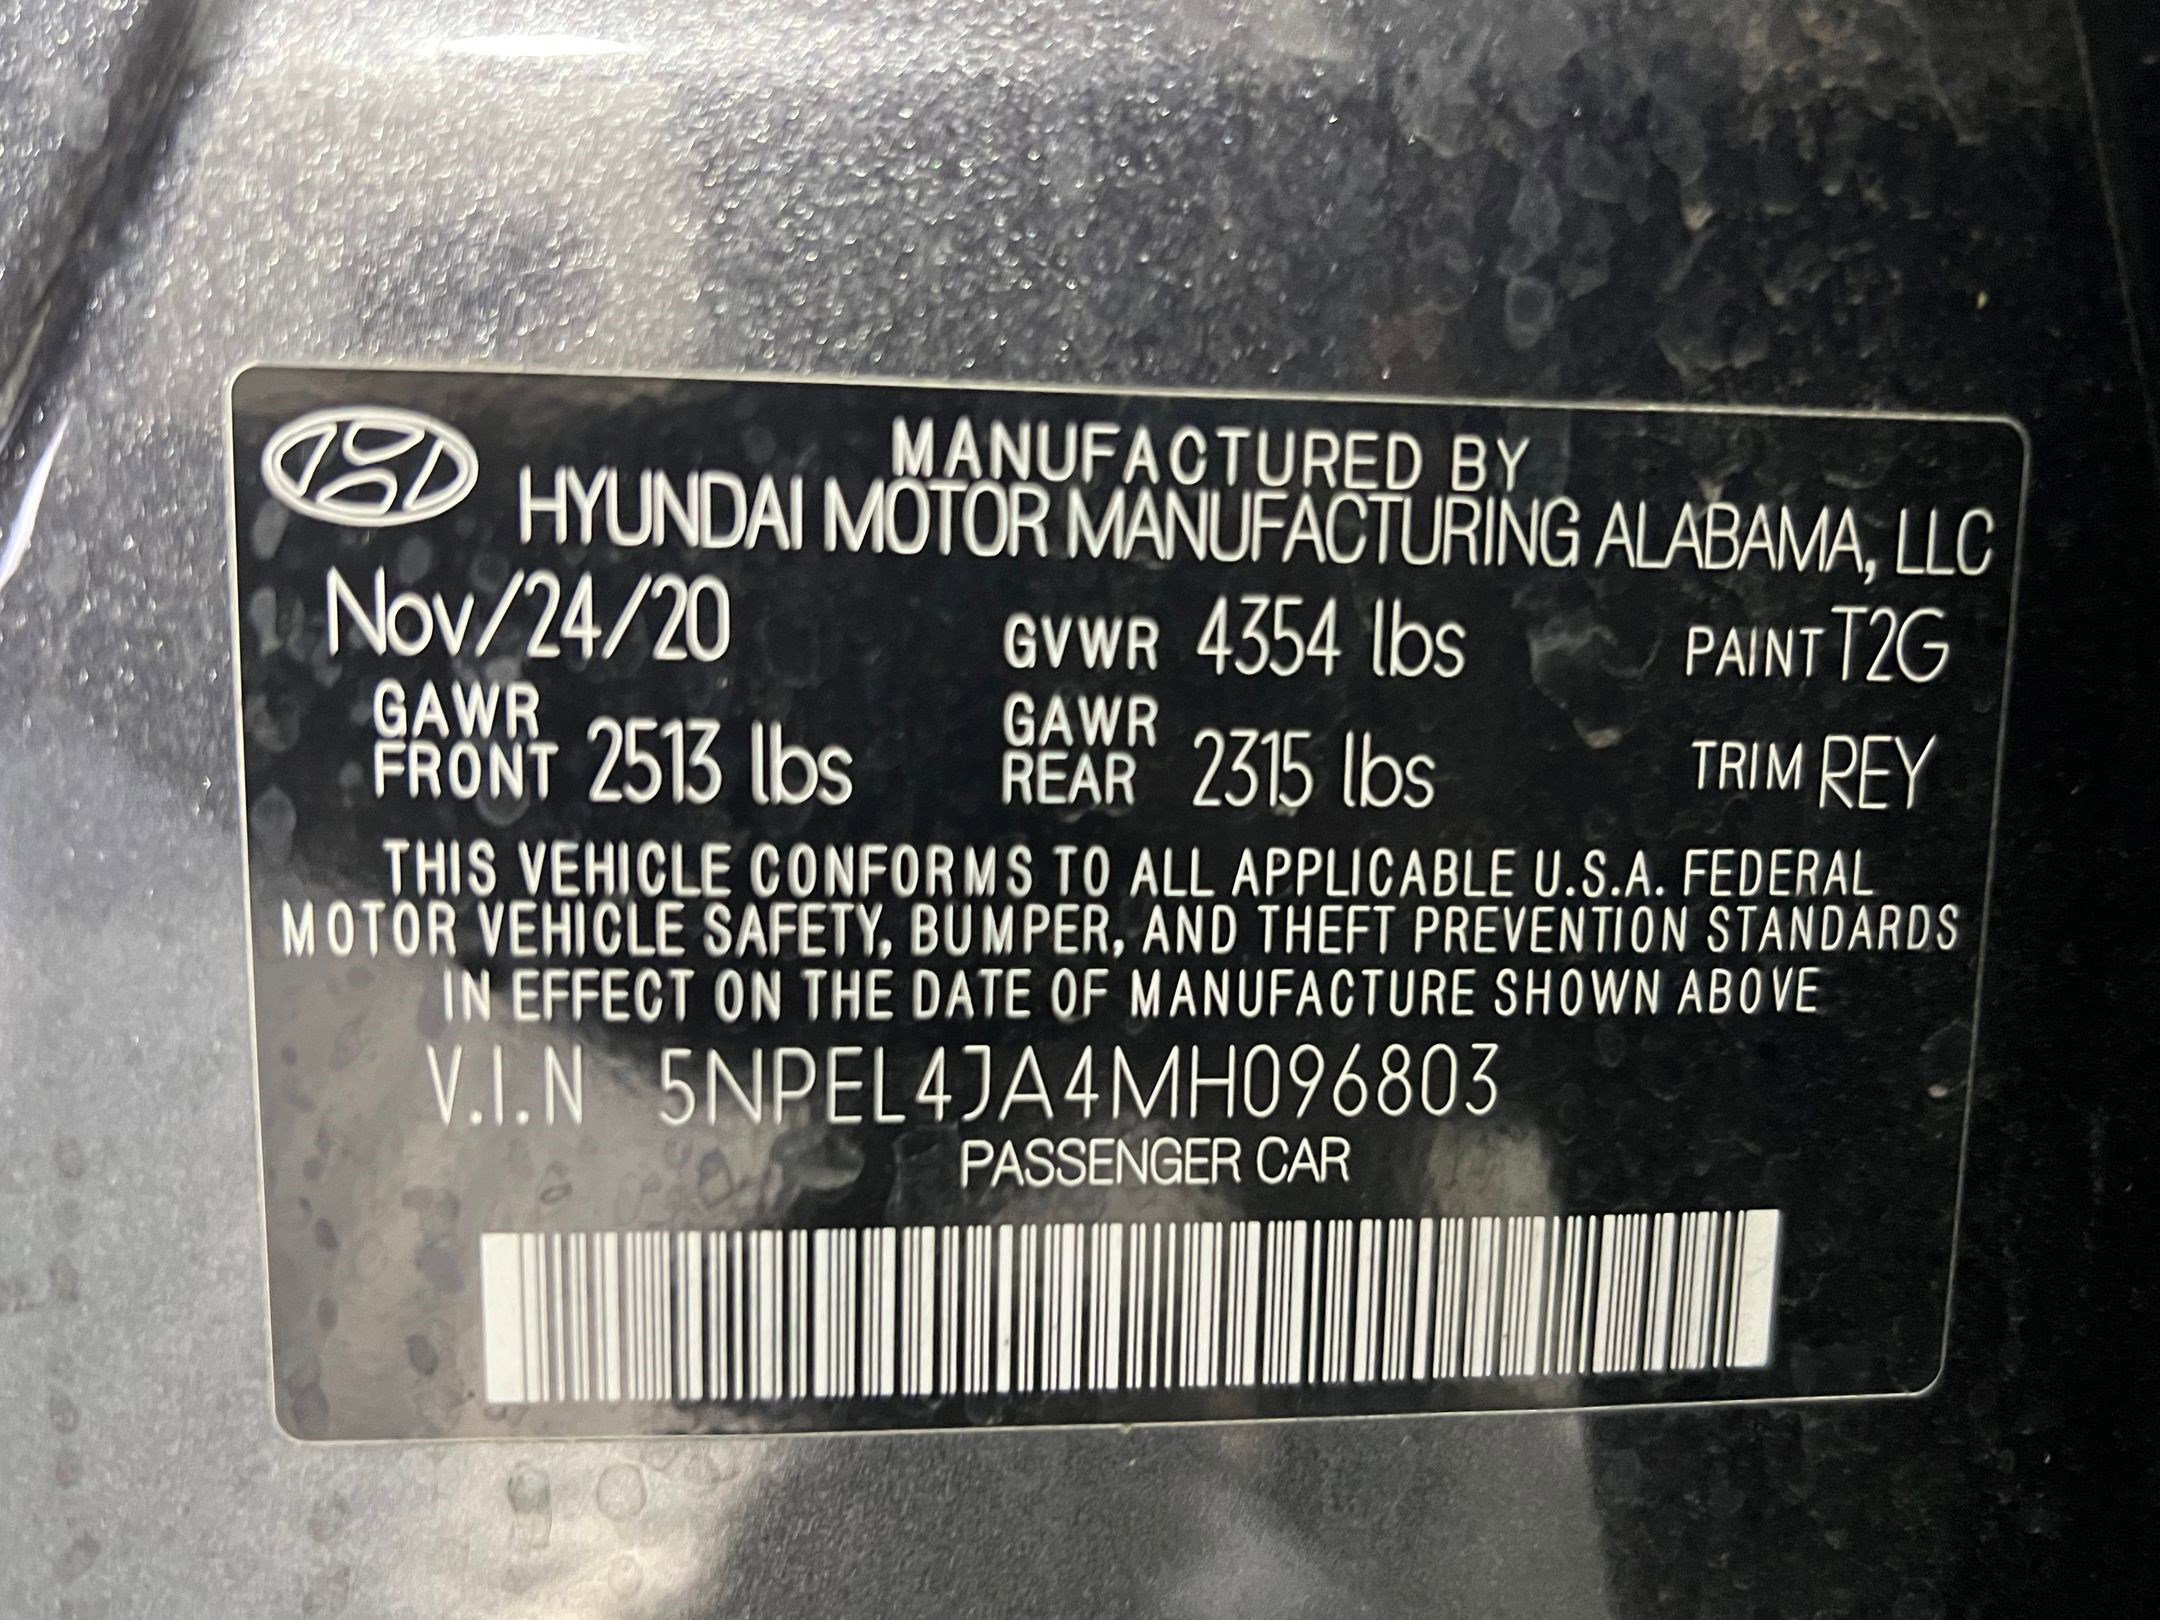 MANUFACTURED BY
HYUNDAI MOTOR MANUFACTURING ALABAMA, LLC
Nov/24/20 GVWR 4354 lbs PAINT T2G
GAWR FRONT 2513 lbs GAWR REAR 2315 lbs TRIM REY
THIS VEHICLE CONFORMS TO ALL APPLICABLE U.S.A. FEDERAL
MOTOR VEHICLE SAFETY, BUMPER, AND THEFT PREVENTION STANDARDS
IN EFFECT ON THE DATE OF MANUFACTURE SHOWN ABOVE
V.I.N 5NPEL4JA4MH096803
PASSENGER CAR